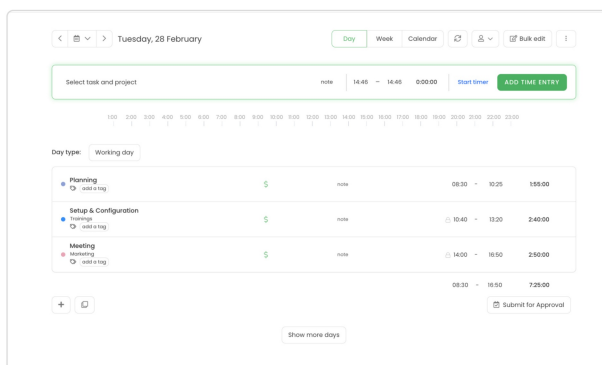 Tuesday, 28 February Day Week Calendar Bulk edit
Select task and project note 14:46 - 14:46 0:00:00 Start timer ADD TIME ENTRY
1:00 2:00 3:00 4:00 5:00 6:00 7:00 8:00 9:00 10:00 11:00 12:00 13:00 14:00 15:00 16:00 17:00 18:00 19:00 20:00 21:00 22:00 23:00
Day type: Working day
Planning
add a tag
$ note 08:30 - 10:25 1:55:00
Setup & Configuration
Trainings
add a tag
$ note 10:40 - 13:20 2:40:00
Meeting
Marketing
add a tag
$ note 14:00 - 16:50 2:50:00
08:30 - 16:50 7:25:00
+ Submit for Approval
Show more days